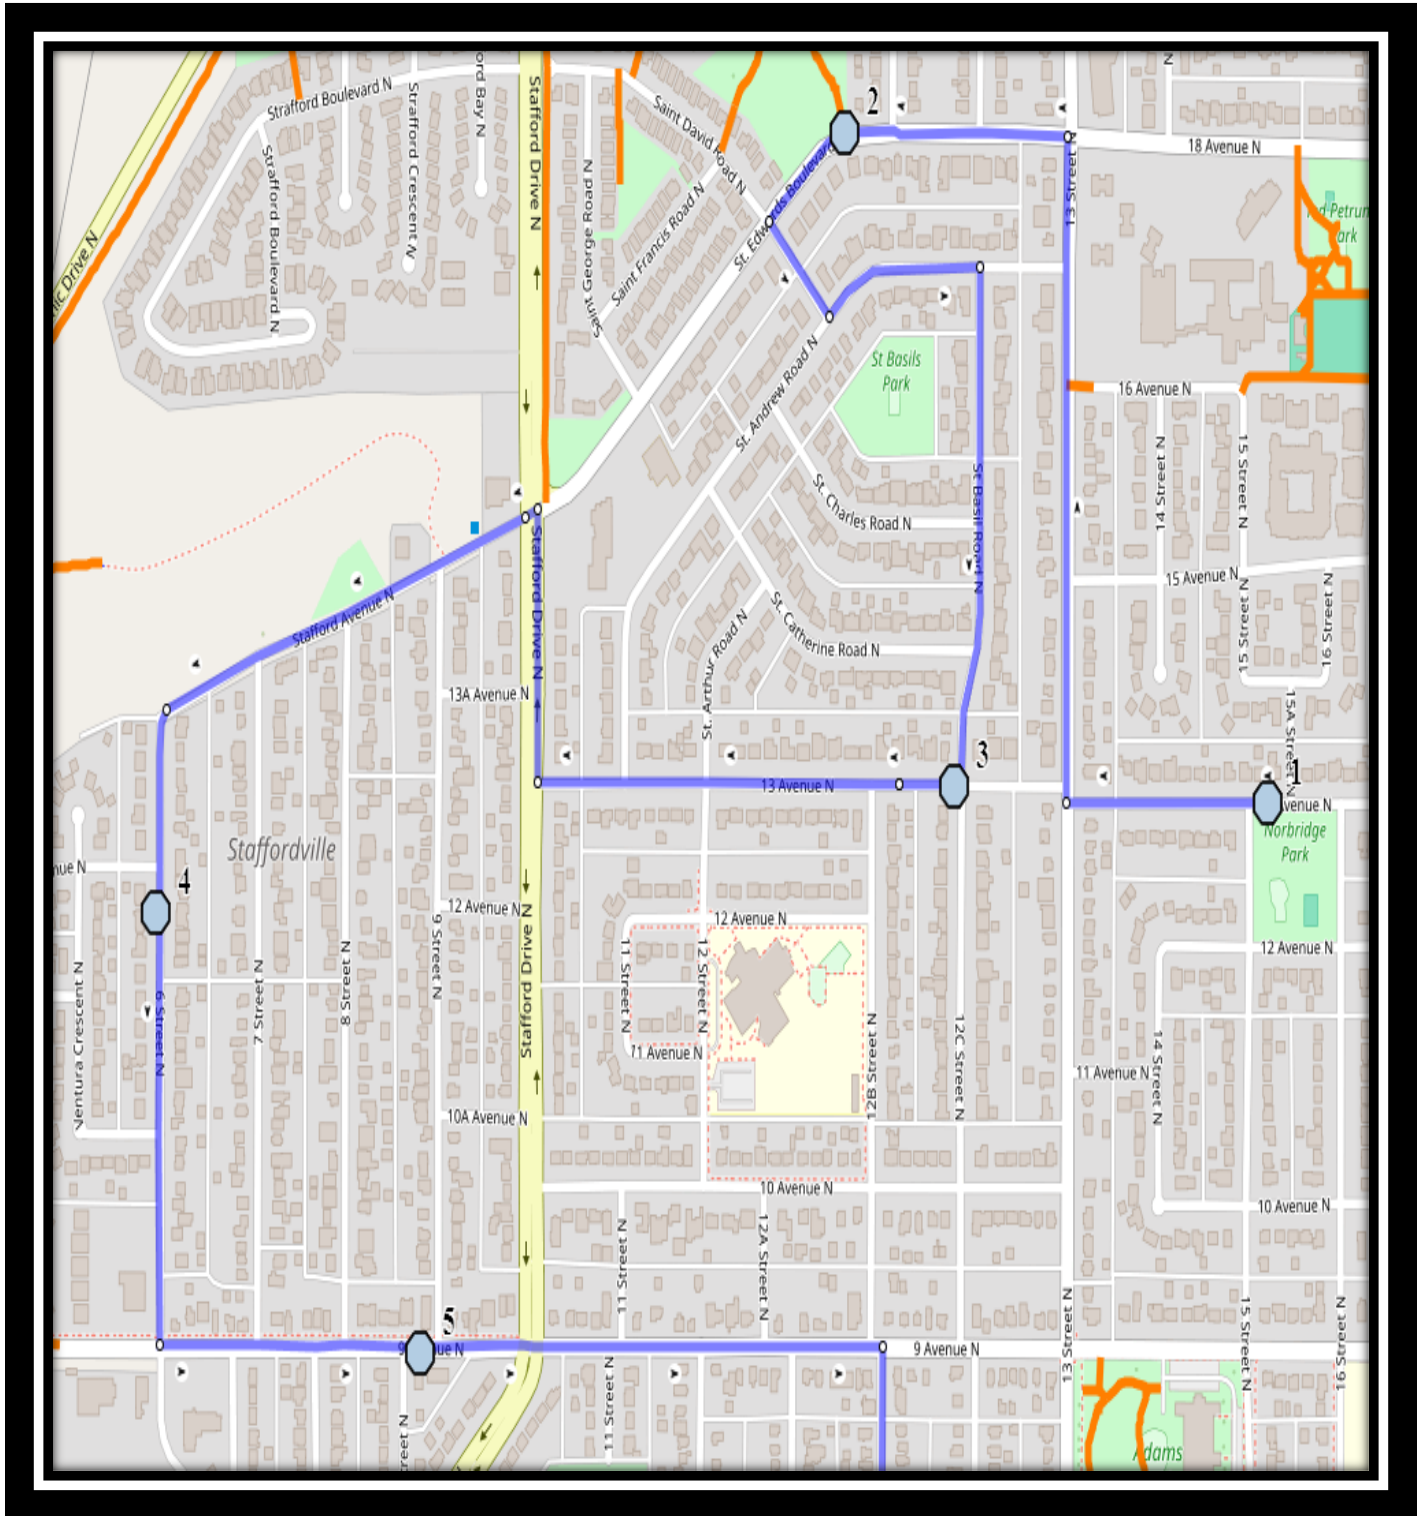 Strafford Boulevard N
Strafford Boulevard N
Strafford Crescent N
Stafford Drive N
Saint David Road N
Saint George Road N
Saint Francis Road N
2
18 Avenue N
13 Street N
St. Andrew Road N
St Basils
Park
16 Avenue N
14 Street N
15 Street N
St. Charles Road N
St Basil Road N
15 Avenue N
15 Street N
16 Street N
Stafford Avenue N
Stafford Drive N
St. Catherine Road N
St. Arthur Road N
13A Avenue N
15A Street N
3
1
13 Avenue N
Norbridge
Park
Staffordville
4
12 Avenue N
12 Avenue N
12 Avenue N
9 Street N
8 Street N
7 Street N
6 Street N
Ventura Crescent N
Stafford Drive N
11 Street N
12 Street N
11 Avenue N
12B Street N
12C Street N
11 Avenue N
14 Street N
10A Avenue N
10 Avenue N
10 Avenue N
11 Street N
12A Street N
13 Street N
15 Street N
16 Street N
5
9 Avenue N
11 Street N
Adams